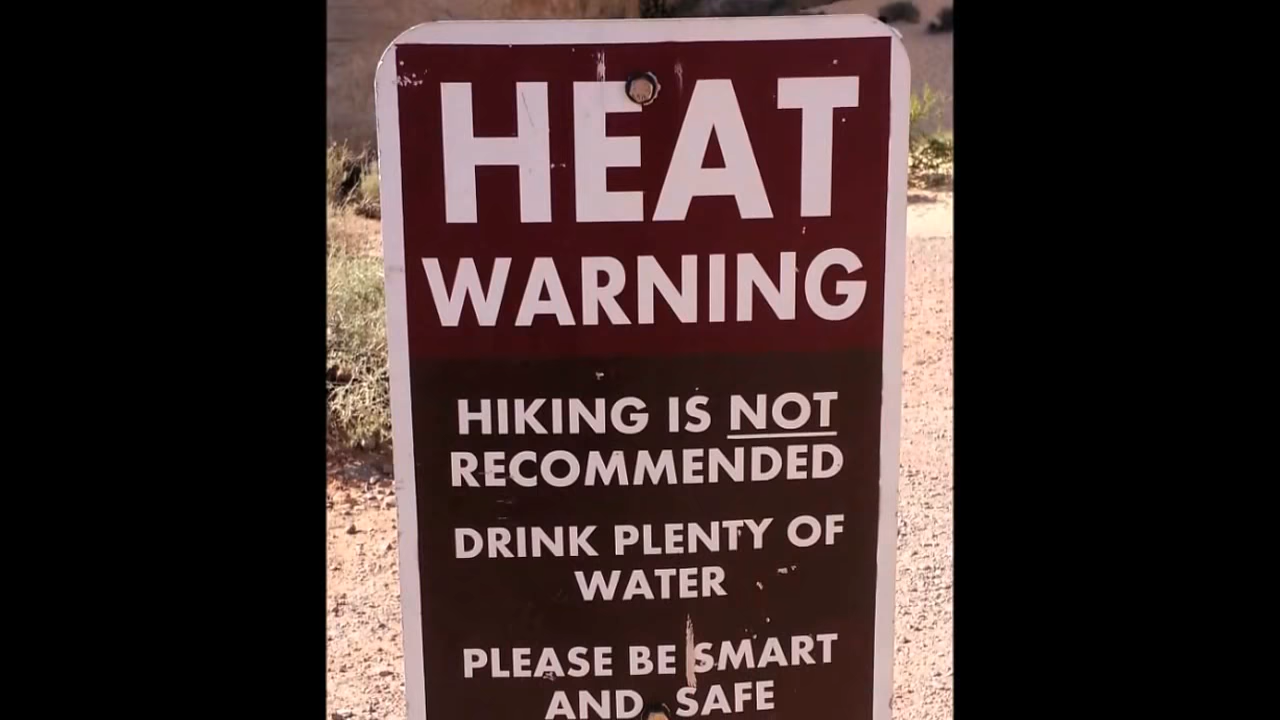 HEAT
WARNING
HIKING IS NOT
RECOMMENDED
DRINK PLENTY OF
WATER
PLEASE BE SMART
AND SAFE